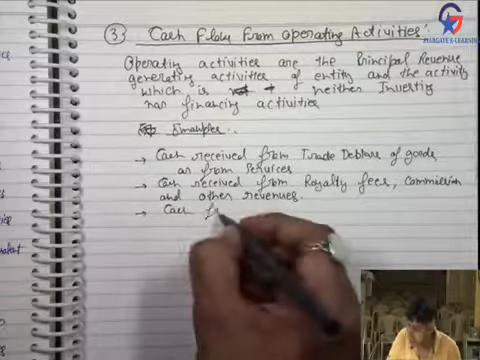 ③ Cash Flow From Operating Activities:
Operating activities are the Principal Revenue
generating activities of entity and the activity
which is neither Investing
nor financing activities
Examples..
→ Cash received from Trade Debtors of goods
or from services
→ Cash received from Royalty fees, Commission
and other revenues.
→ Cash
STARGATE E-LEARNING